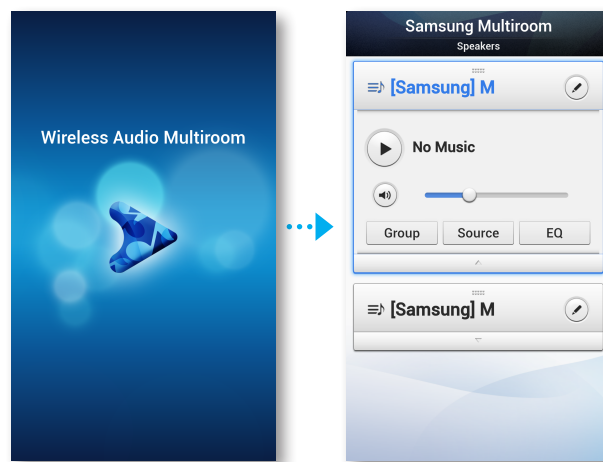 Wireless Audio Multiroom
Samsung Multiroom
Speakers
[Samsung] M
No Music
Group Source EQ
[Samsung] M